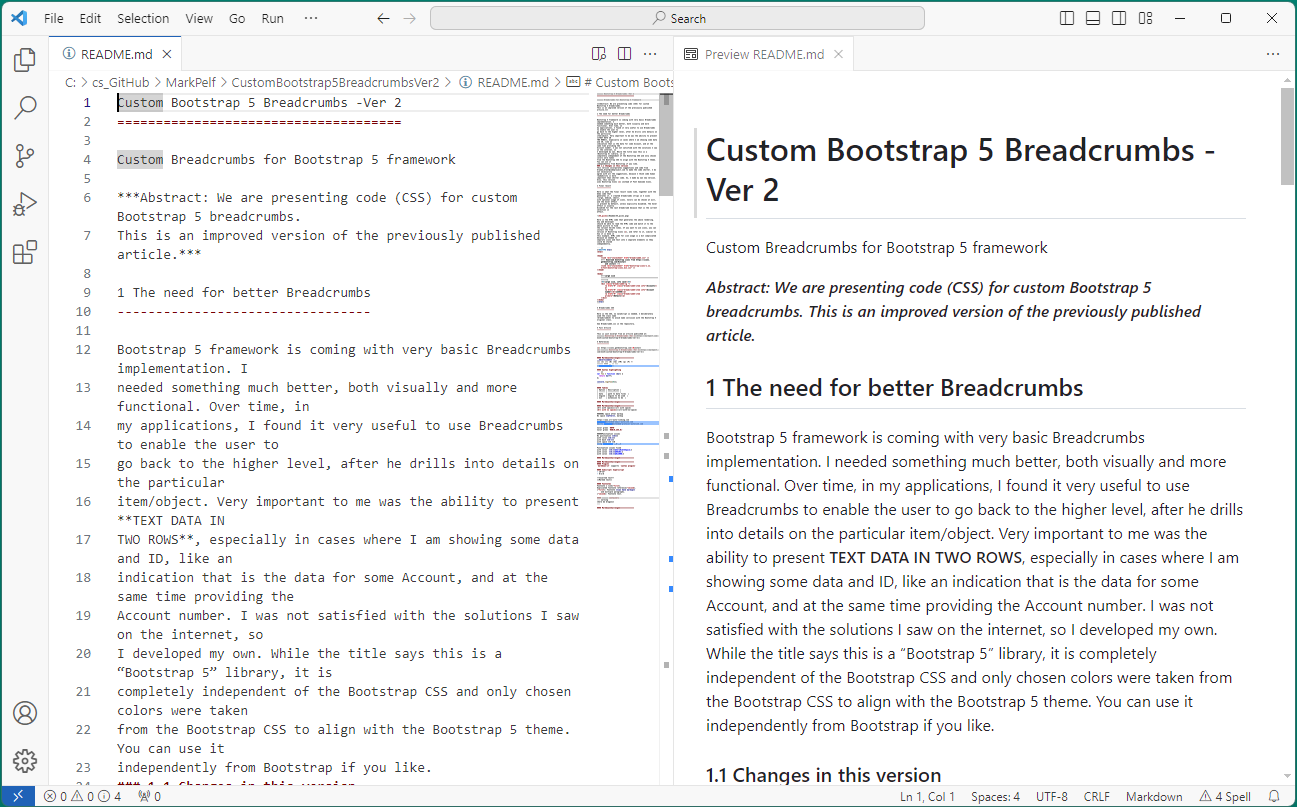 File Edit Selection View Go Run ··· Search
README.md
Preview README.md
C: > cs_GitHub > MarkPelf > CustomBootstrap5BreadcrumbsVer2 > README.md > # Custom Boots
1 Custom Bootstrap 5 Breadcrumbs -Ver 2
2 =====================================
3
4 Custom Breadcrumbs for Bootstrap 5 framework
5
6 ***Abstract: We are presenting code (CSS) for custom
Bootstrap 5 breadcrumbs.
7 This is an improved version of the previously published
article.***
8
9 1 The need for better Breadcrumbs
10 ---------------------------------
11
12 Bootstrap 5 framework is coming with very basic Breadcrumbs
implementation. I
13 needed something much better, both visually and more
functional. Over time, in
14 my applications, I found it very useful to use Breadcrumbs
to enable the user to
15 go back to the higher level, after he drills into details on
the particular
16 item/object. Very important to me was the ability to present
**TEXT DATA IN
17 TWO ROWS**, especially in cases where I am showing some data
and ID, like an
18 indication that is the data for some Account, and at the
same time providing the
19 Account number. I was not satisfied with the solutions I saw
on the internet, so
20 I developed my own. While the title says this is a
“Bootstrap 5” library, it is
21 completely independent of the Bootstrap CSS and only chosen
colors were taken
22 from the Bootstrap CSS to align with the Bootstrap 5 theme.
You can use it
23 independently from Bootstrap if you like.
24 ### 1.1 Changes in this version
Custom Bootstrap 5 Breadcrumbs -
Ver 2
Custom Breadcrumbs for Bootstrap 5 framework
Abstract: We are presenting code (CSS) for custom Bootstrap 5
breadcrumbs. This is an improved version of the previously published
article.
1 The need for better Breadcrumbs
Bootstrap 5 framework is coming with very basic Breadcrumbs
implementation. I needed something much better, both visually and more
functional. Over time, in my applications, I found it very useful to use
Breadcrumbs to enable the user to go back to the higher level, after he drills
into details on the particular item/object. Very important to me was the
ability to present TEXT DATA IN TWO ROWS, especially in cases where I am
showing some data and ID, like an indication that is the data for some
Account, and at the same time providing the Account number. I was not
satisfied with the solutions I saw on the internet, so I developed my own.
While the title says this is a “Bootstrap 5” library, it is completely
independent of the Bootstrap CSS and only chosen colors were taken from
the Bootstrap CSS to align with the Bootstrap 5 theme. You can use it
independently from Bootstrap if you like.
1.1 Changes in this version
0 0 4 0 Ln 1, Col 1 Spaces: 4 UTF-8 CRLF Markdown 4 Spell